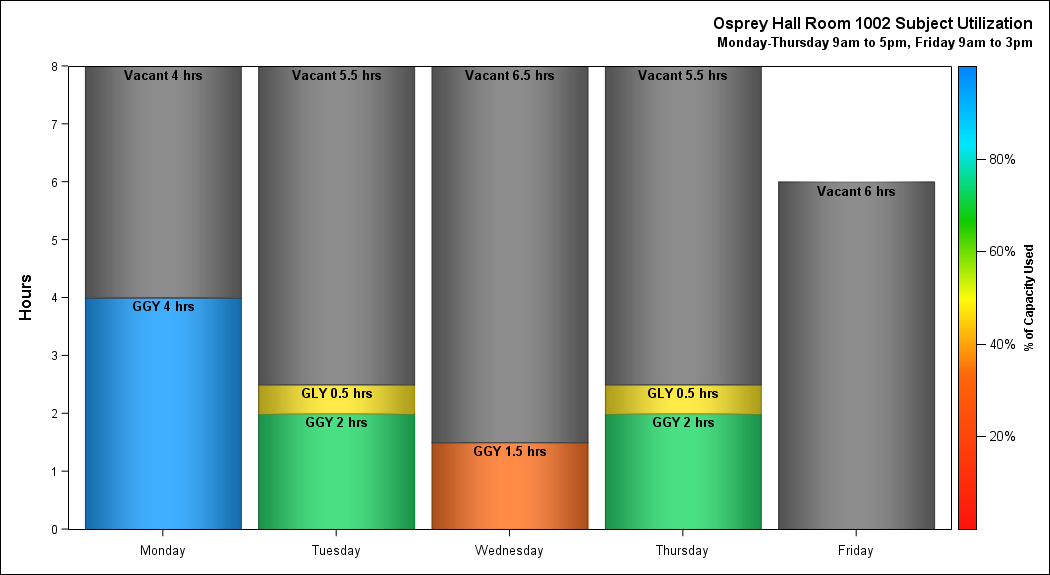 Osprey Hall Room 1002 Subject Utilization
Monday-Thursday 9am to 5pm, Friday 9am to 3pm
Hours
8
7
6
5
4
3
2
1
0
Vacant 4 hrs
GGY 4 hrs
Vacant 5.5 hrs
GLY 0.5 hrs
GGY 2 hrs
Vacant 6.5 hrs
GGY 1.5 hrs
Vacant 5.5 hrs
GLY 0.5 hrs
GGY 2 hrs
Vacant 6 hrs
Monday
Tuesday
Wednesday
Thursday
Friday
80%
60%
40%
20%
% of Capacity Used